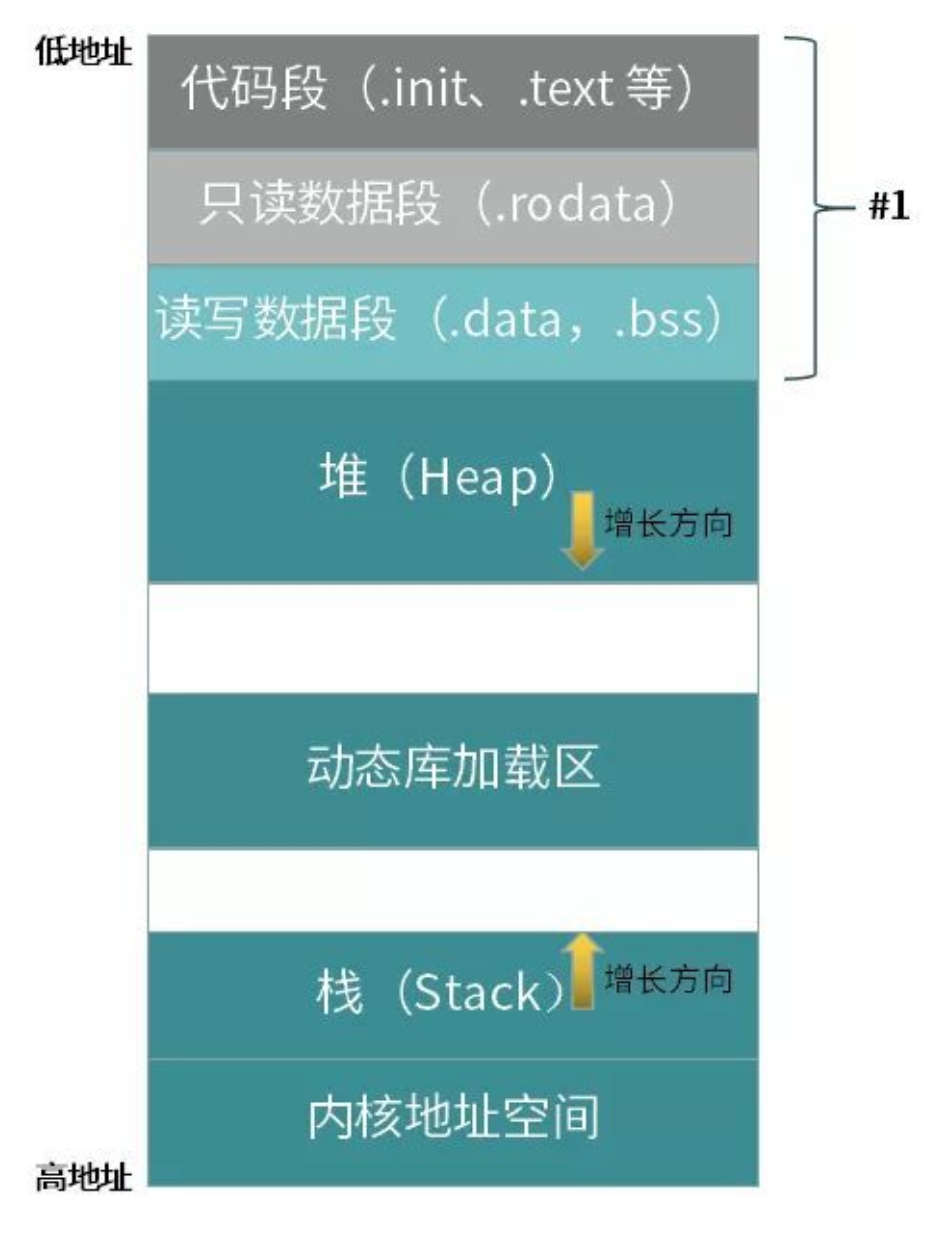 低地址
代码段（.init、.text 等）
只读数据段（.rodata）
#1
读写数据段（.data，.bss）
堆（Heap）
增长方向
动态库加载区
栈（Stack）
增长方向
内核地址空间
高地址